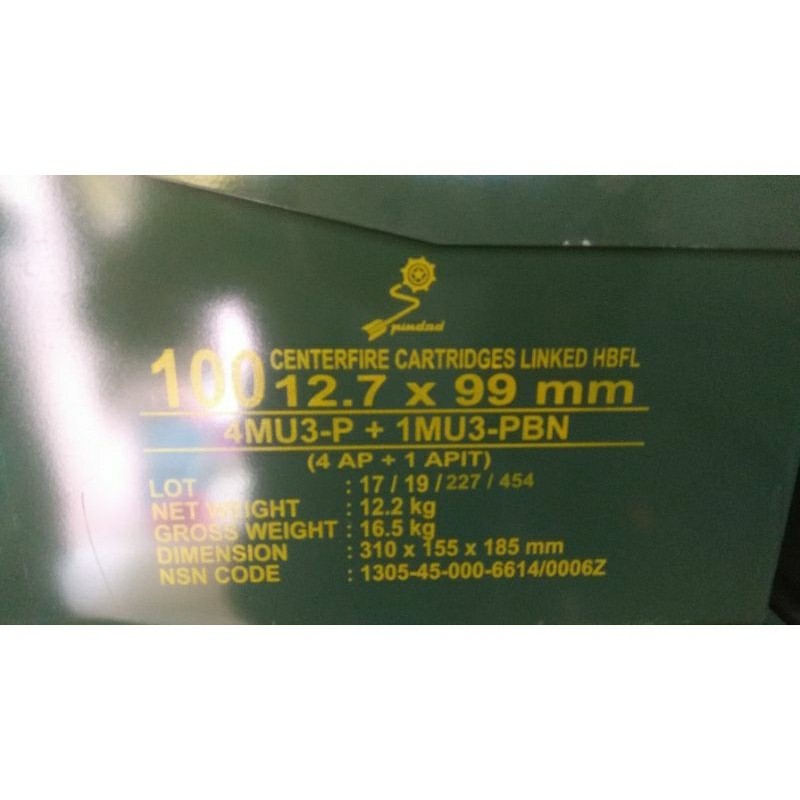 pindad
100 CENTERFIRE CARTRIDGES LINKED HBFL
12.7 x 99 mm
4MU3-P + 1MU3-PBN
(4 AP + 1 APIT)
LOT : 17 / 19 / 227 / 454
NET WEIGHT : 12.2 kg
GROSS WEIGHT : 16.5 kg
DIMENSION : 310 x 155 x 185 mm
NSN CODE : 1305-45-000-6614/0006Z